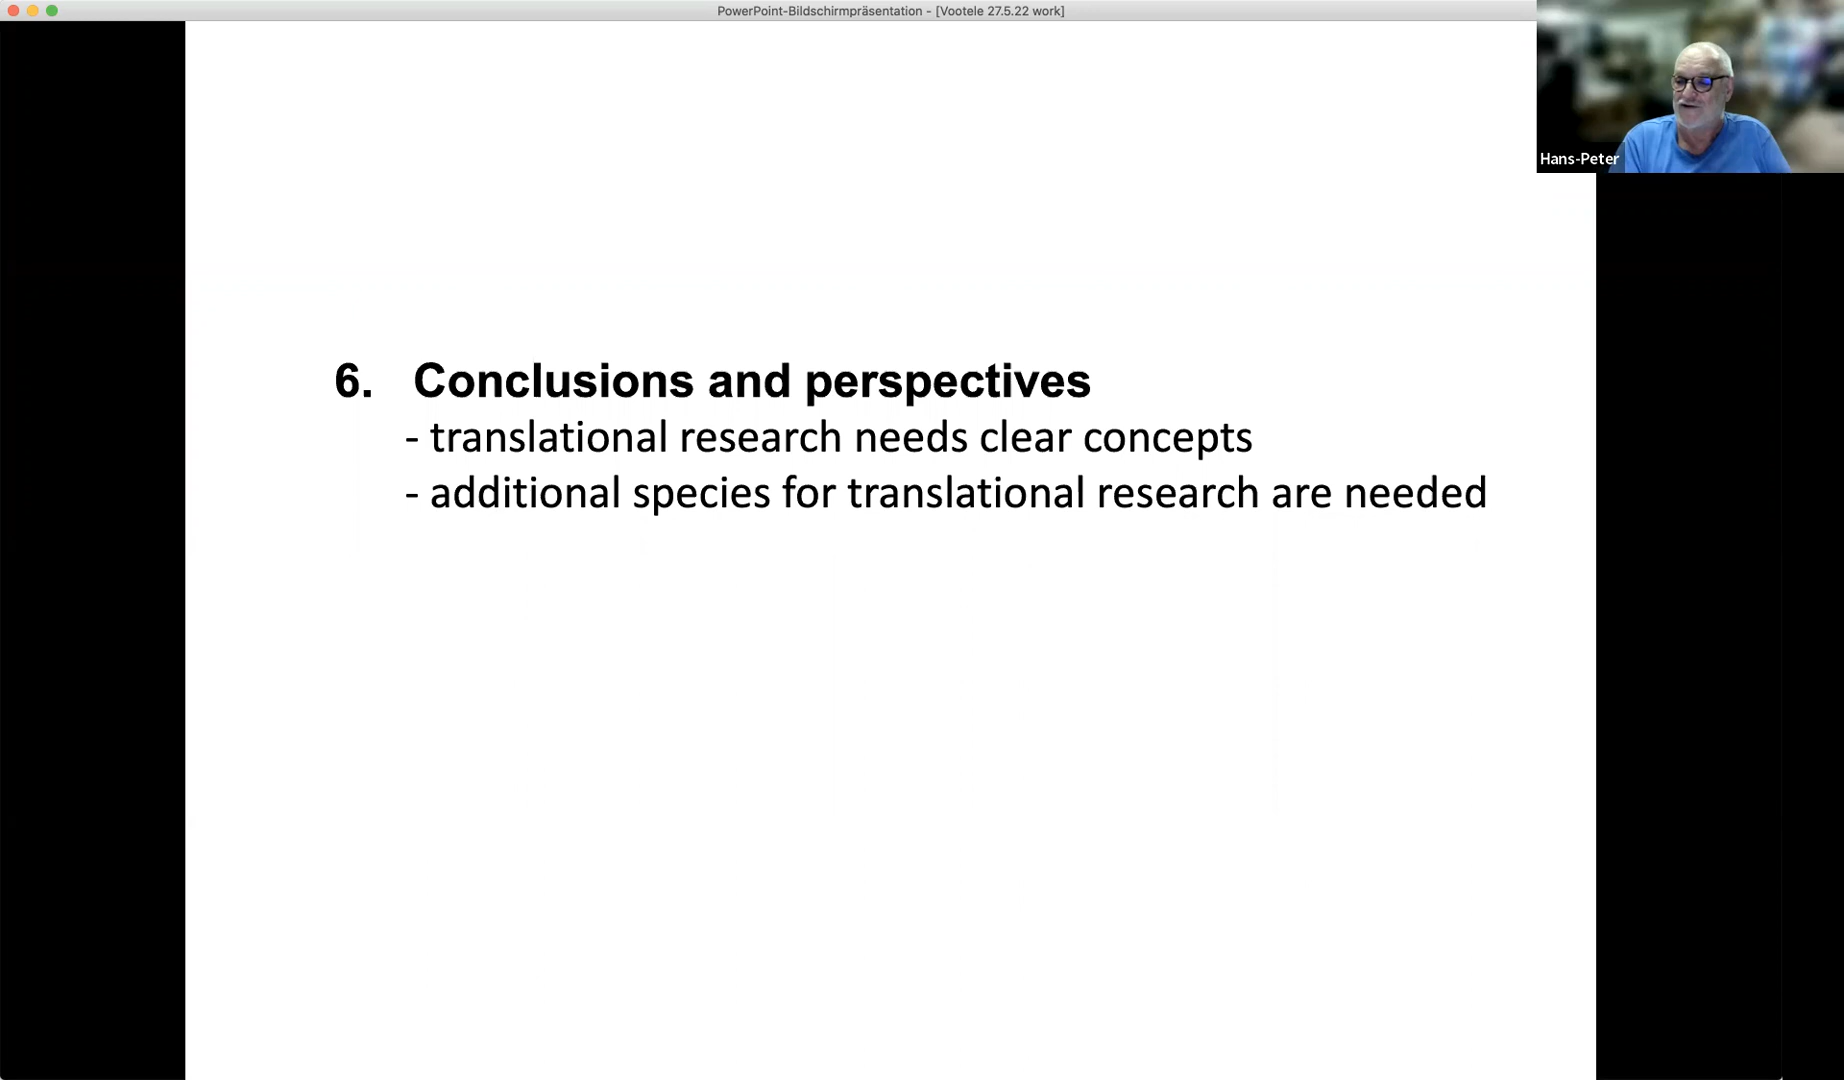 PowerPoint-Bildschirmpräsentation - [Vootele 27.5.22 work]
Hans-Peter
6. Conclusions and perspectives
- translational research needs clear concepts
- additional species for translational research are needed